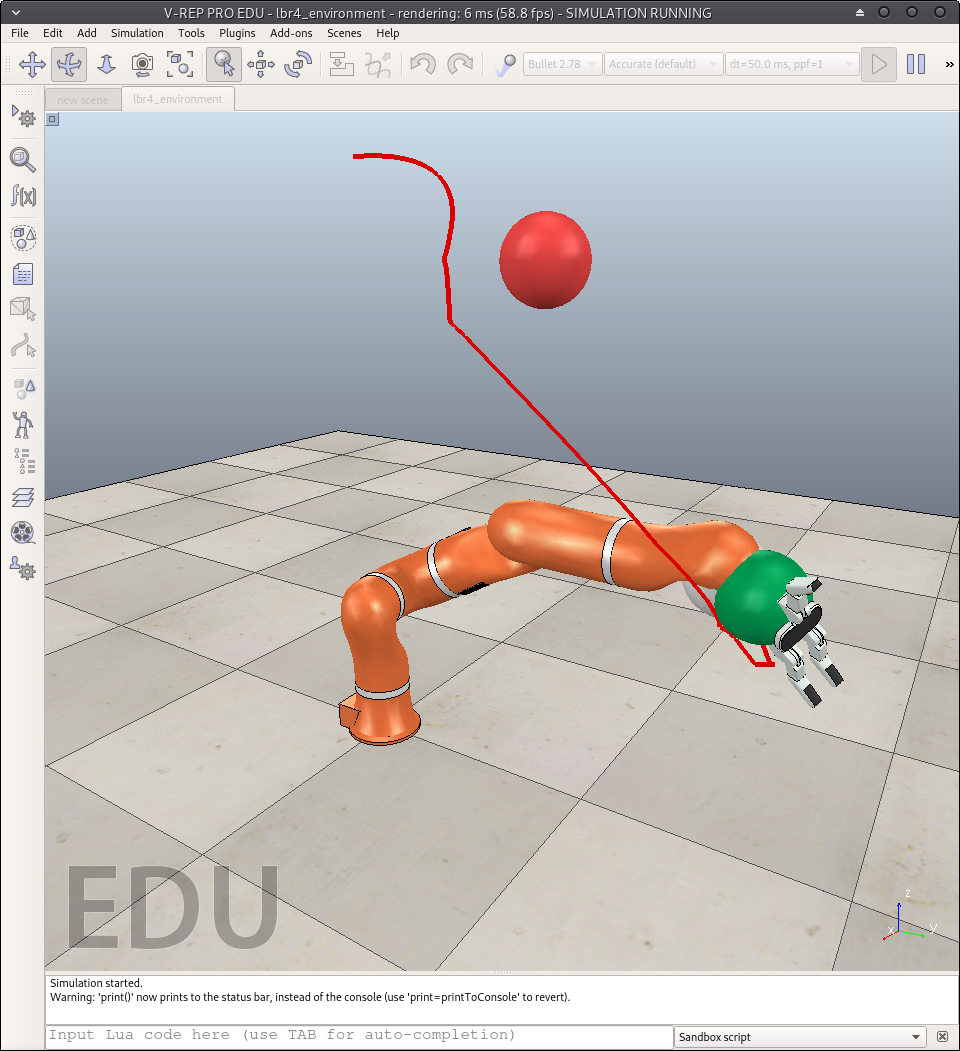 V-REP PRO EDU - lbr4_environment - rendering: 6 ms (58.8 fps) - SIMULATION RUNNING
File Edit Add Simulation Tools Plugins Add-ons Scenes Help
Bullet 2.78 Accurate (default) dt=50.0 ms, ppf=1 »
new scene lbr4_environment
f(x)
EDU
z
x y
Simulation started.
Warning: 'print()' now prints to the status bar, instead of the console (use 'print=printToConsole' to revert).
Input Lua code here (use TAB for auto-completion) Sandbox script